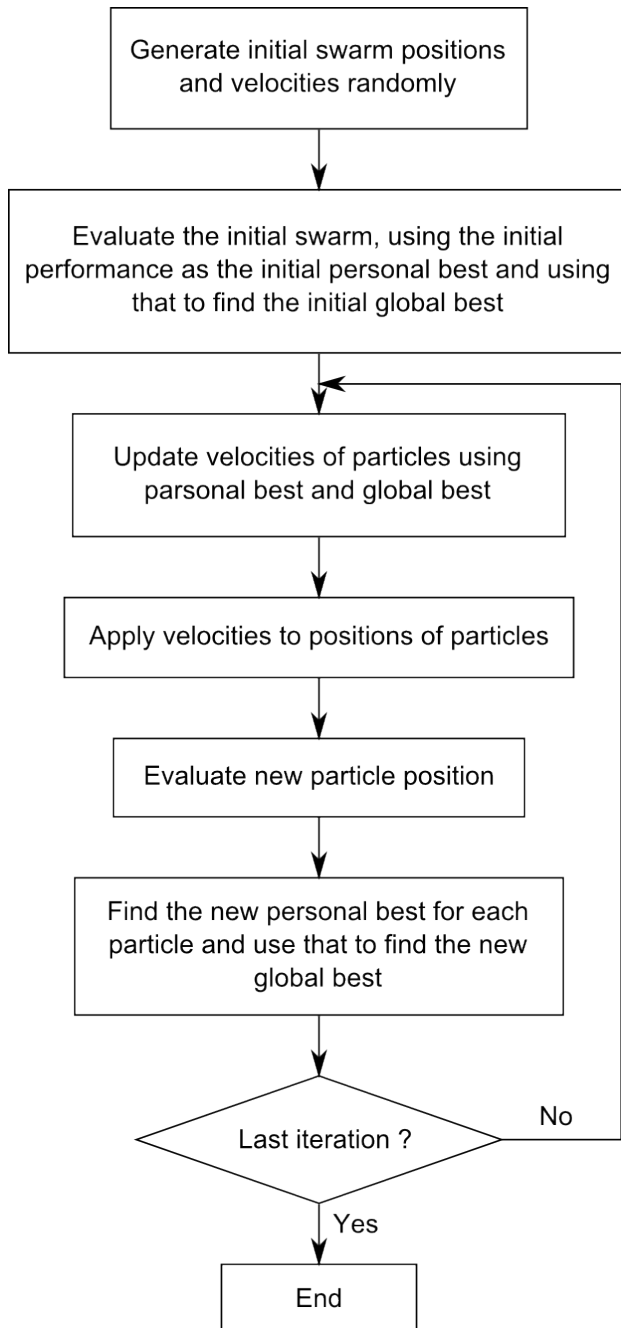 Generate initial swarm positions
and velocities randomly
Evaluate the initial swarm, using the initial
performance as the initial personal best and using
that to find the initial global best
Update velocities of particles using
parsonal best and global best
Apply velocities to positions of particles
Evaluate new particle position
Find the new personal best for each
particle and use that to find the new
global best
Last iteration ?
No
Yes
End